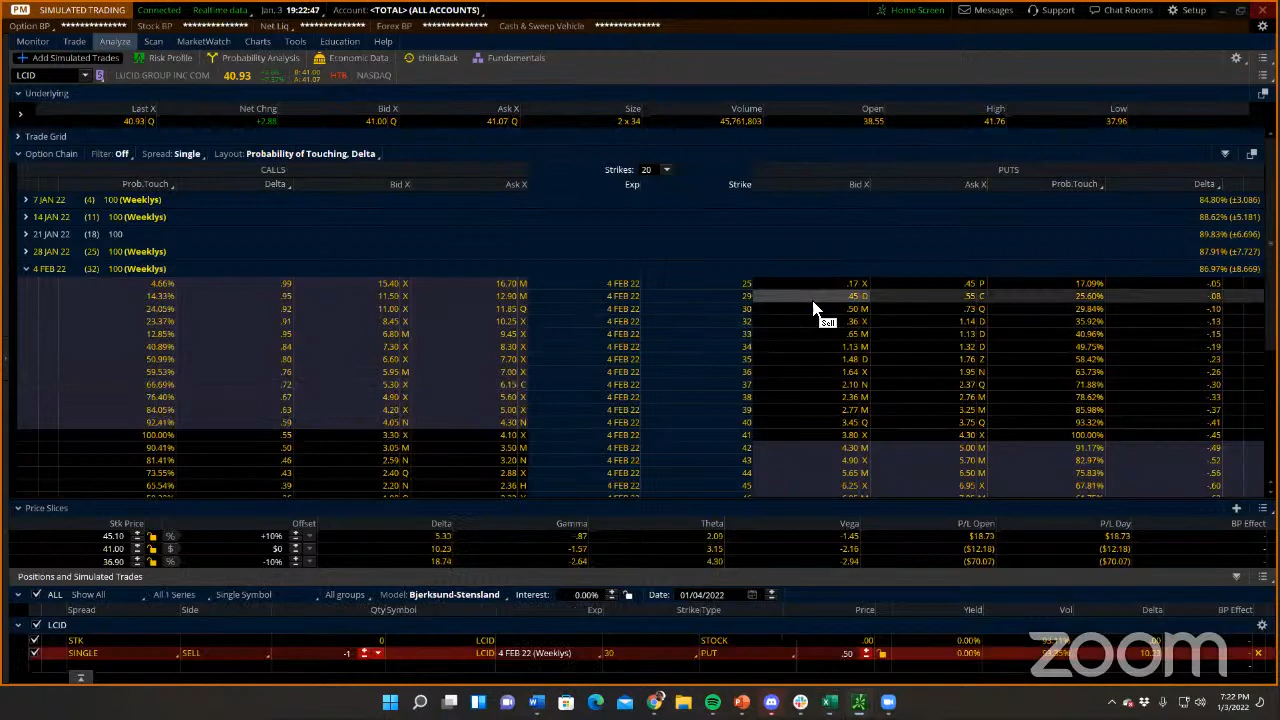 SIMULATED TRADING Connected Realtime data Jan, 3 19:22:47 Account: <TOTAL> (ALL ACCOUNTS) Home Screen Messages Support Chat Rooms Setup
Option BP ************** Stock BP ************** Net Liq ************** Forex BP ************** Cash & Sweep Vehicle **************
Monitor Trade Analyze Scan MarketWatch Charts Tools Education Help
Add Simulated Trades Risk Profile Probability Analysis Economic Data thinkBack Fundamentals
LCID LUCID GROUP INC COM 40.93 B: 41.00 A: 41.07 HTB NASDAQ
Underlying
Last X Net Chng Bid X Ask X Size Volume Open High Low
40.93 Q +2.88 41.00 Q 41.07 Q 2 x 34 45,761,803 38.55 41.76 37.96
Trade Grid
Option Chain Filter: Off Spread: Single Layout: Probability of Touching, Delta
CALLS Strikes: 20 PUTS
Prob.Touch Delta Bid X Ask X Exp Strike Bid X Ask X Prob.Touch Delta
7 JAN 22 (4) 100 (Weeklys) 84.80% (±3.086)
14 JAN 22 (11) 100 (Weeklys) 88.62% (±5.181)
21 JAN 22 (18) 100 89.83% (±6.696)
28 JAN 22 (25) 100 (Weeklys) 87.91% (±7.727)
4 FEB 22 (32) 100 (Weeklys) 86.97% (±8.669)
4.66% .99 15.40 X 16.70 M 4 FEB 22 25 .17 X .45 P 17.09% -.05
14.33% .95 11.50 X 12.90 M 4 FEB 22 29 .45 D .55 C 25.60% -.08
24.05% .92 11.00 X 11.85 Q 4 FEB 22 30 .50 M .73 Q 29.84% -.10
23.37% .91 8.45 X 10.25 X 4 FEB 22 32 .36 X 1.14 D 35.92% -.13
12.85% .95 6.80 M 9.45 X 4 FEB 22 33 .65 M 1.13 D 40.96% -.15
40.89% .84 7.30 X 8.30 X 4 FEB 22 34 1.13 M 1.32 D 49.75% -.19
50.99% .80 6.60 M 7.70 X 4 FEB 22 35 1.48 D 1.76 Z 58.42% -.23
59.53% .76 5.95 M 7.00 X 4 FEB 22 36 1.64 X 1.95 X 63.67% -.26
66.69% .72 5.30 X 6.15 C 4 FEB 22 37 2.10 N 2.37 Q 71.88% -.30
76.40% .67 4.90 X 5.60 X 4 FEB 22 38 2.36 M 2.76 M 78.62% -.33
84.05% .63 4.20 X 5.00 X 4 FEB 22 39 2.77 M 3.25 M 85.98% -.37
92.41% .59 4.05 N 4.30 N 4 FEB 22 40 3.45 Q 3.75 Q 93.32% -.41
100.00% .55 3.30 X 4.10 X 4 FEB 22 41 3.80 X 4.30 X 100.00% -.45
90.41% .50 3.05 M 3.50 M 4 FEB 22 42 4.30 M 5.00 M 91.17% -.49
81.41% .46 2.59 N 3.20 N 4 FEB 22 43 4.90 X 5.70 M 82.97% -.52
73.55% .43 2.40 Q 2.88 X 4 FEB 22 44 5.65 M 6.50 M 75.83% -.56
65.54% .39 2.20 N 2.36 H 4 FEB 22 45 6.25 X 6.95 X 67.81% -.60
Sell
Price Slices
Stk Price Offset Delta Gamma Theta Vega P/L Open P/L Day BP Effect
45.10 % +10% 5.30 -.87 2.09 -1.45 $18.73 $18.73 -
41.00 $ $0 10.23 -1.57 3.15 -2.16 ($12.18) ($12.18) -
36.90 % -10% 18.74 -2.64 4.30 -2.94 ($70.07) ($70.07) -
Positions and Simulated Trades
ALL Show All All 1 Series Single Symbol All groups Model: Bjerksund-Stensland Interest: 0.00% Date: 01/04/2022
Spread Side Qty Symbol Exp Strike Type Price Yield Vol Delta BP Effect
LCID
STK 0 LCID STOCK .00 0.00% .00
SINGLE SELL -1 LCID 4 FEB 22 (Weeklys) 30 PUT .50 0.00%
zoom
7:22 PM
1/3/2022